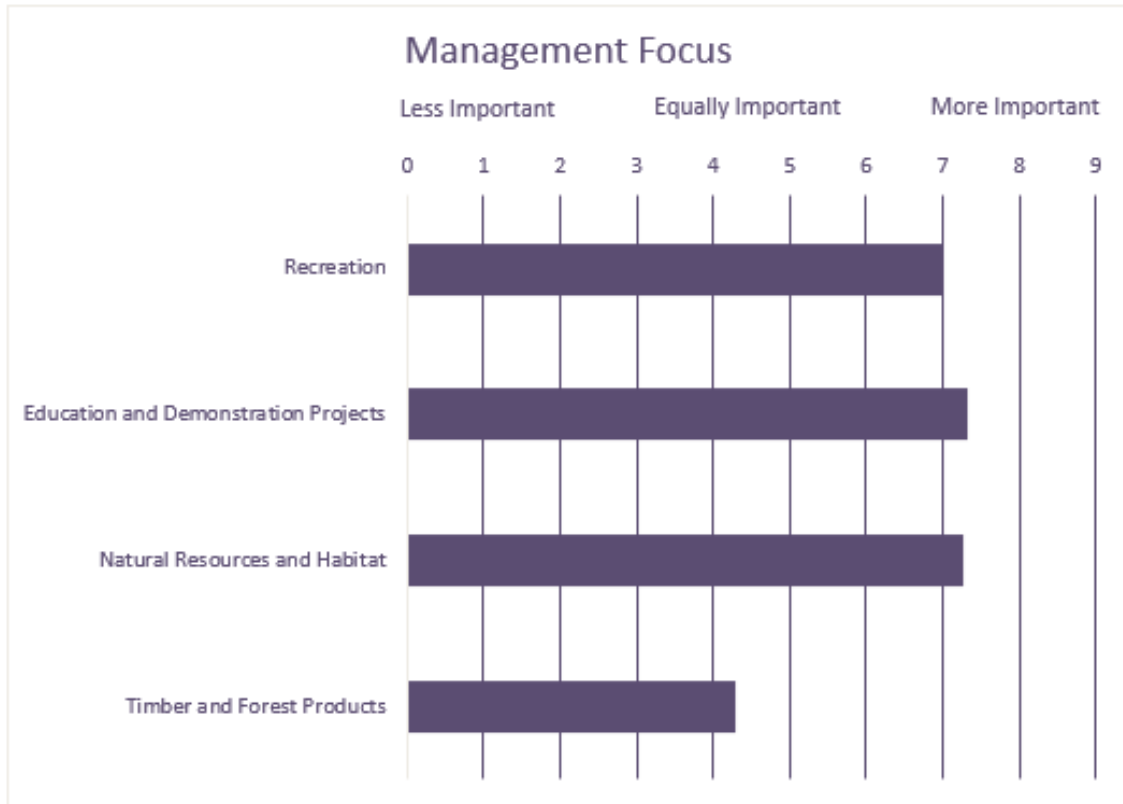 Management Focus
Less Important Equally Important More Important
0 1 2 3 4 5 6 7 8 9
Recreation
Education and Demonstration Projects
Natural Resources and Habitat
Timber and Forest Products